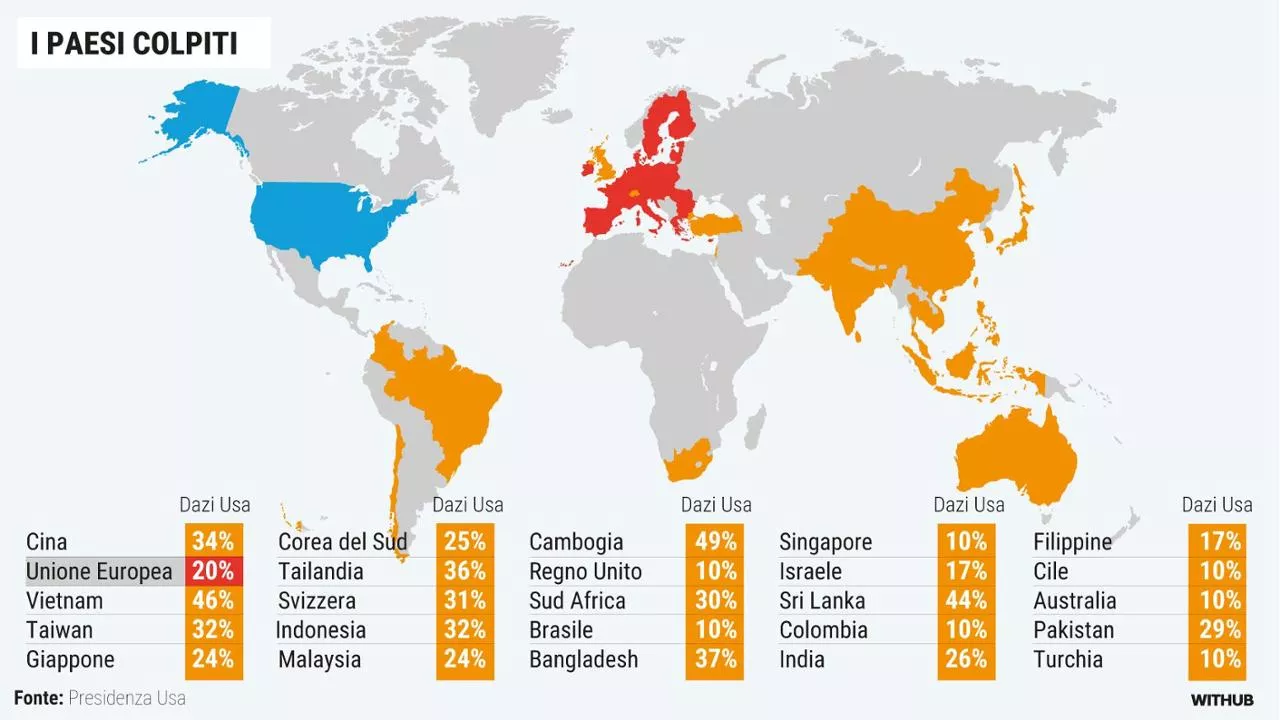 I PAESI COLPITI
Dazi Usa
Cina 34%
Unione Europea 20%
Vietnam 46%
Taiwan 32%
Giappone 24%
Dazi Usa
Corea del Sud 25%
Tailandia 36%
Svizzera 31%
Indonesia 32%
Malaysia 24%
Dazi Usa
Cambogia 49%
Regno Unito 10%
Sud Africa 30%
Brasile 10%
Bangladesh 37%
Dazi Usa
Singapore 10%
Israele 17%
Sri Lanka 44%
Colombia 10%
India 26%
Dazi Usa
Filippine 17%
Cile 10%
Australia 10%
Pakistan 29%
Turchia 10%
Fonte: Presidenza Usa
WITHUB